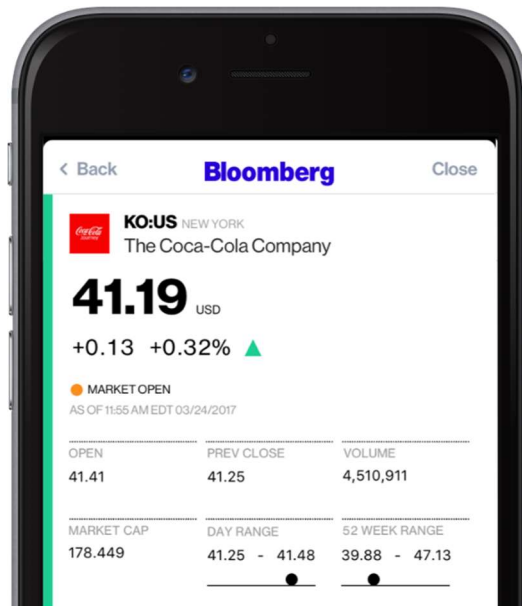 < Back Bloomberg Close
KO:US NEW YORK
The Coca-Cola Company
41.19 USD
+0.13 +0.32%
MARKET OPEN
AS OF 11:55 AM EDT 03/24/2017
OPEN PREV CLOSE VOLUME
41.41 41.25 4,510,911
MARKET CAP DAY RANGE 52 WEEK RANGE
178.449 41.25 - 41.48 39.88 - 47.13